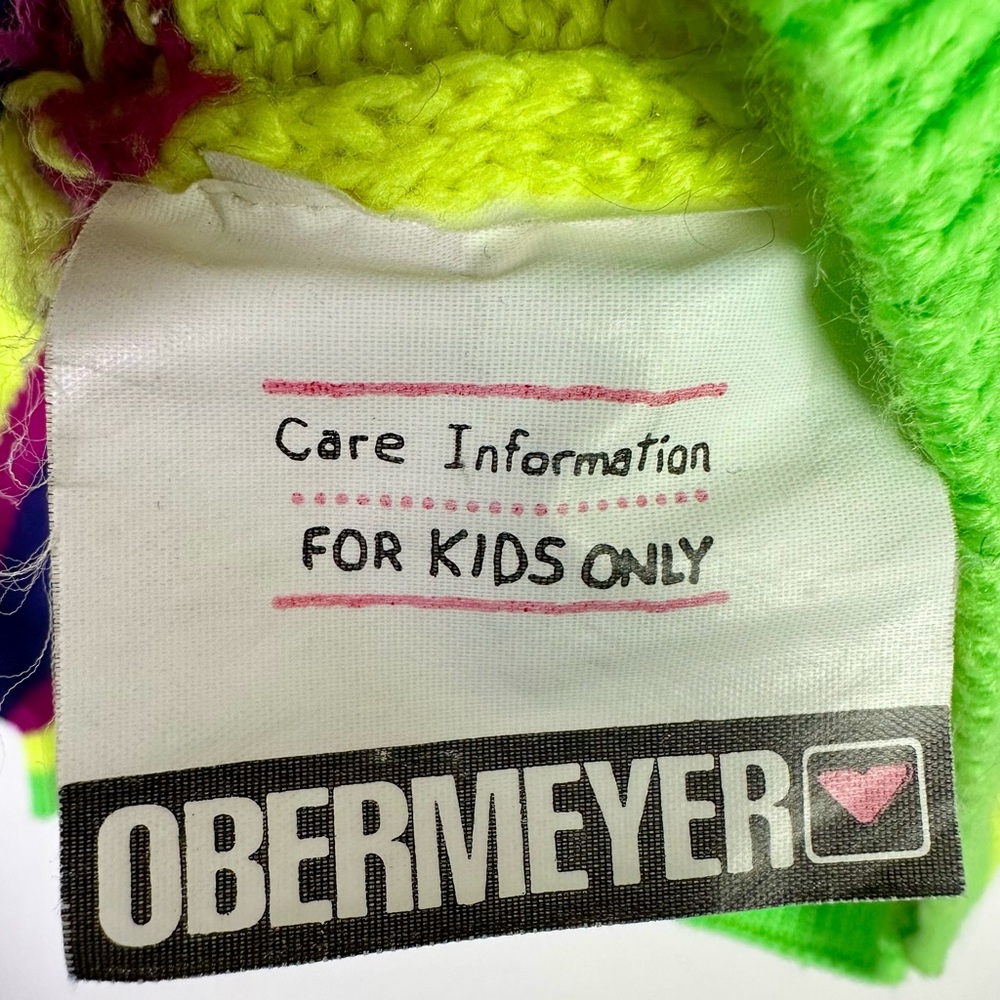 Care Information
FOR KIDS ONLY
OBERMEYER